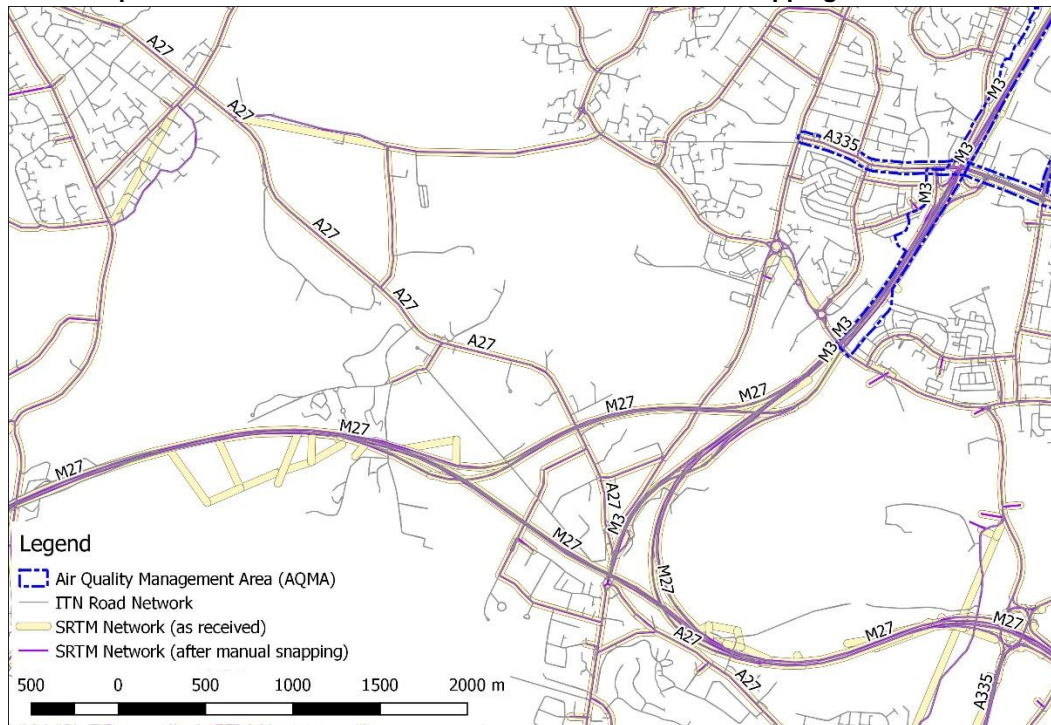 A27
A27
A27
A27
A27
A27
A335
M3
M3
M3
M3
M3
M27
M27
M27
M27
A27
M3
M27
M27
A27
A27
M27
M27
A335
Legend
Air Quality Management Area (AQMA)
ITN Road Network
SRTM Network (as received)
SRTM Network (after manual snapping)
500 0 500 1000 1500 2000 m